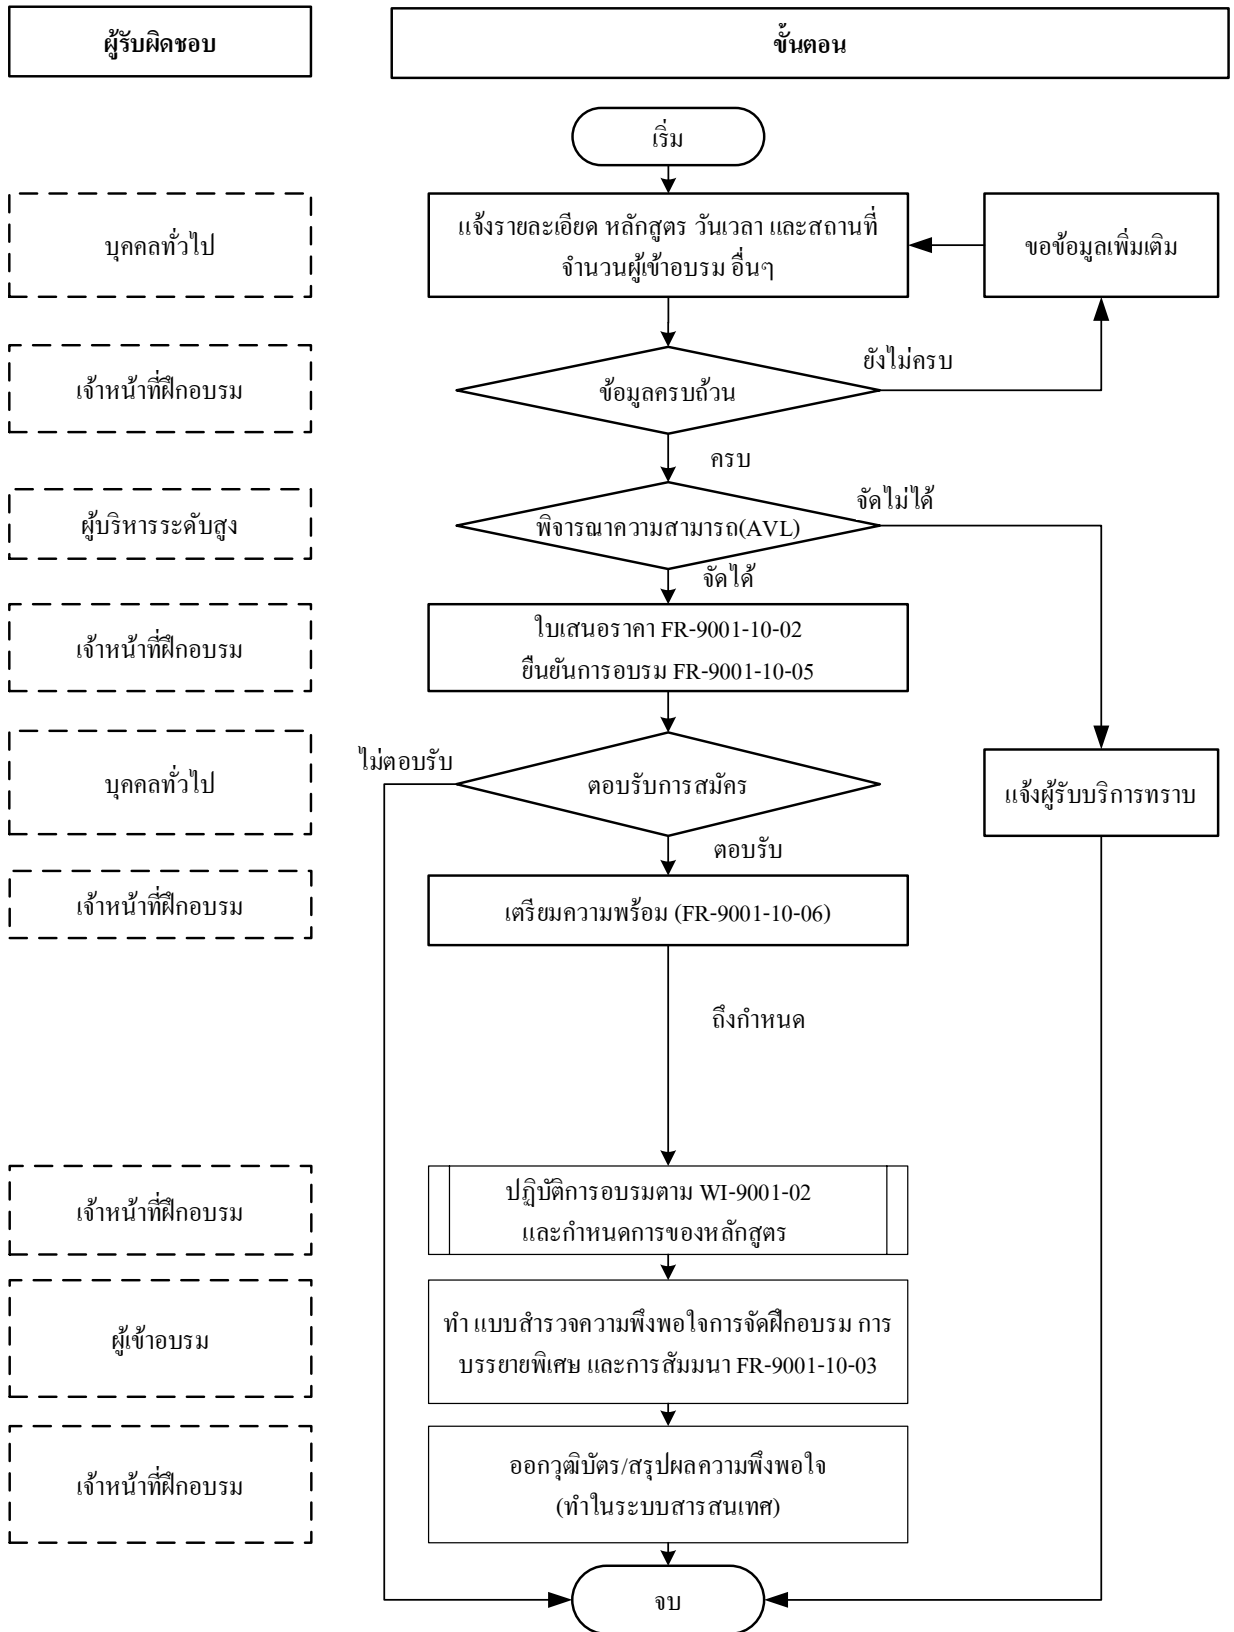 ผู้รับผิดชอบ
ขั้นตอน
เริ่ม
บุคคลทั่วไป
แจ้งรายละเอียด หลักสูตร วันเวลา และสถานที่
จำนวนผู้เข้าอบรม อื่นๆ
ขอข้อมูลเพิ่มเติม
เจ้าหน้าที่ฝึกอบรม
ข้อมูลครบถ้วน
ยังไม่ครบ
ครบ
ผู้บริหารระดับสูง
พิจารณาความสามารถ(AVL)
จัดไม่ได้
จัดได้
เจ้าหน้าที่ฝึกอบรม
ใบเสนอราคา FR-9001-10-02
ยืนยันการอบรม FR-9001-10-05
บุคคลทั่วไป
ไม่ตอบรับ
ตอบรับการสมัคร
แจ้งผู้รับบริการทราบ
ตอบรับ
เจ้าหน้าที่ฝึกอบรม
เตรียมความพร้อม (FR-9001-10-06)
ถึงกำหนด
เจ้าหน้าที่ฝึกอบรม
ปฏิบัติการอบรมตาม WI-9001-02
และกำหนดการของหลักสูตร
ผู้เข้าอบรม
ทำ แบบสำรวจความพึงพอใจการจัดฝึกอบรม การ
บรรยายพิเศษ และการสัมมนา FR-9001-10-03
เจ้าหน้าที่ฝึกอบรม
ออกวุฒิบัตร/สรุปผลความพึงพอใจ
(ทำในระบบสารสนเทศ)
จบ